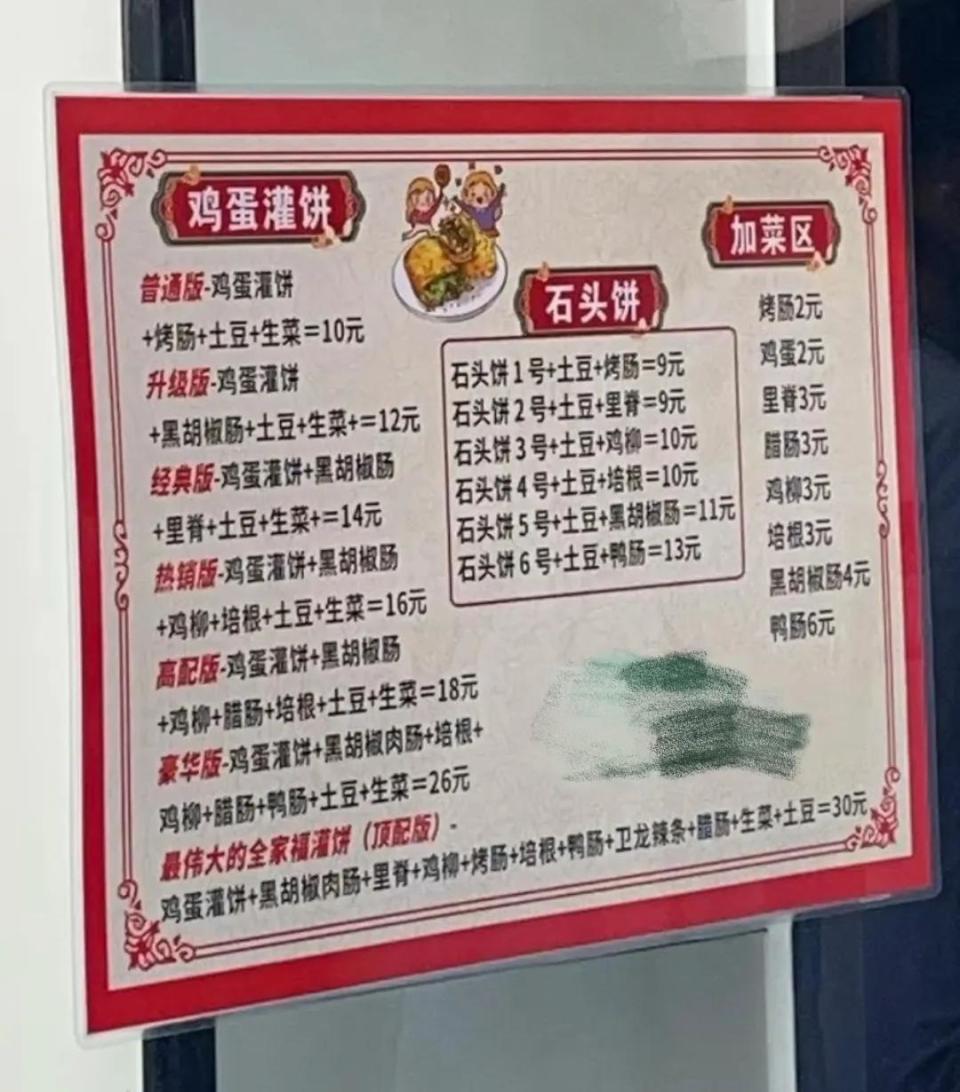 鸡蛋灌饼
普通版-鸡蛋灌饼
+烤肠+土豆+生菜=10元
升级版-鸡蛋灌饼
+黑胡椒肠+土豆+生菜+=12元
经典版-鸡蛋灌饼+黑胡椒肠
+里脊+土豆+生菜+=14元
热销版-鸡蛋灌饼+黑胡椒肠
+鸡柳+培根+土豆+生菜=16元
高配版-鸡蛋灌饼+黑胡椒肠
+鸡柳+腊肠+培根+土豆+生菜=18元
豪华版-鸡蛋灌饼+黑胡椒肉肠+培根+
鸡柳+腊肠+鸭肠+土豆+生菜=26元
最伟大的全家福灌饼（顶配版）-
鸡蛋灌饼+黑胡椒肉肠+里脊+鸡柳+烤肠+培根+鸭肠+卫龙辣条+腊肠+生菜+土豆=30元
石头饼
石头饼1号+土豆+烤肠=9元
石头饼2号+土豆+里脊=9元
石头饼3号+土豆+鸡柳=10元
石头饼4号+土豆+培根=10元
石头饼5号+土豆+黑胡椒肠=11元
石头饼6号+土豆+鸭肠=13元
加菜区
烤肠2元
鸡蛋2元
里脊3元
腊肠3元
鸡柳3元
培根3元
黑胡椒肠4元
鸭肠6元